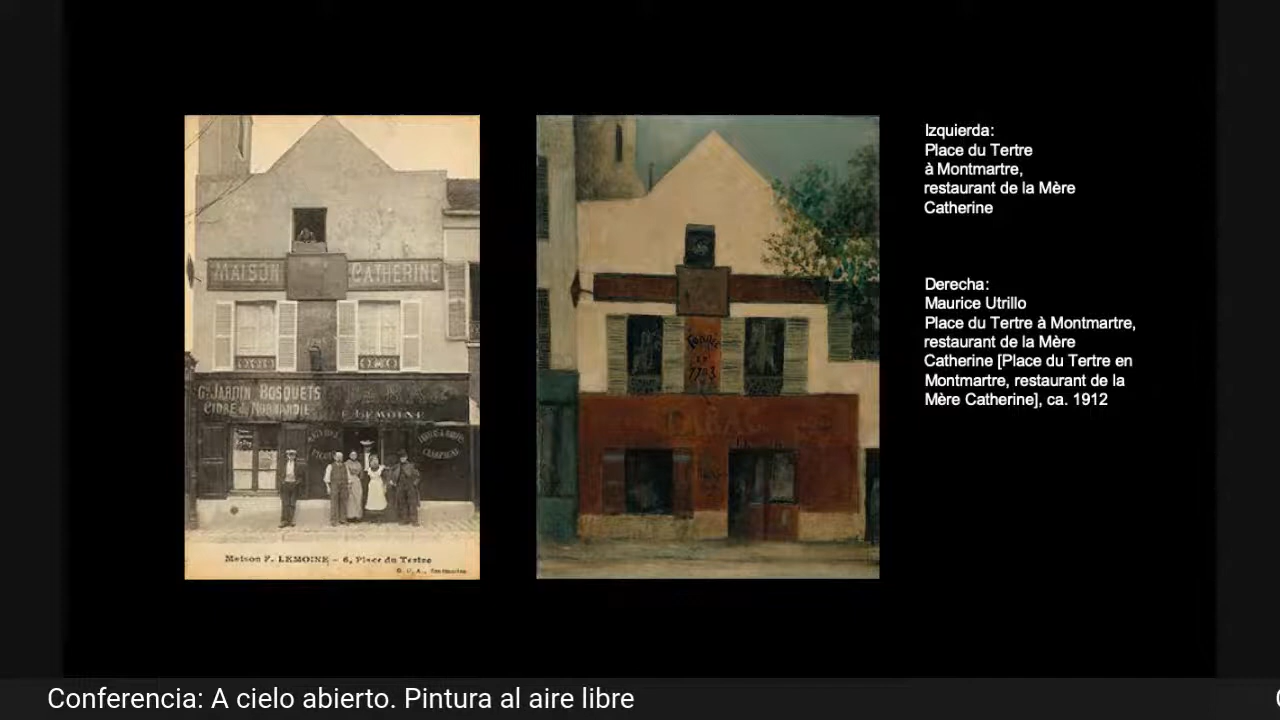 MAISON CATHERINE
Gd JARDIN BOSQUETS
CIDRE de NORMANDIE
F. LEMOINE
CHAMPAGNE
Maison F. LEMOINE – 6, Place du Tertre
Fondée
en
1793
TABAC
Izquierda:
Place du Tertre
à Montmartre,
restaurant de la Mère
Catherine
Derecha:
Maurice Utrillo
Place du Tertre à Montmartre,
restaurant de la Mère
Catherine [Place du Tertre en
Montmartre, restaurant de la
Mère Catherine], ca. 1912
Conferencia: A cielo abierto. Pintura al aire libre